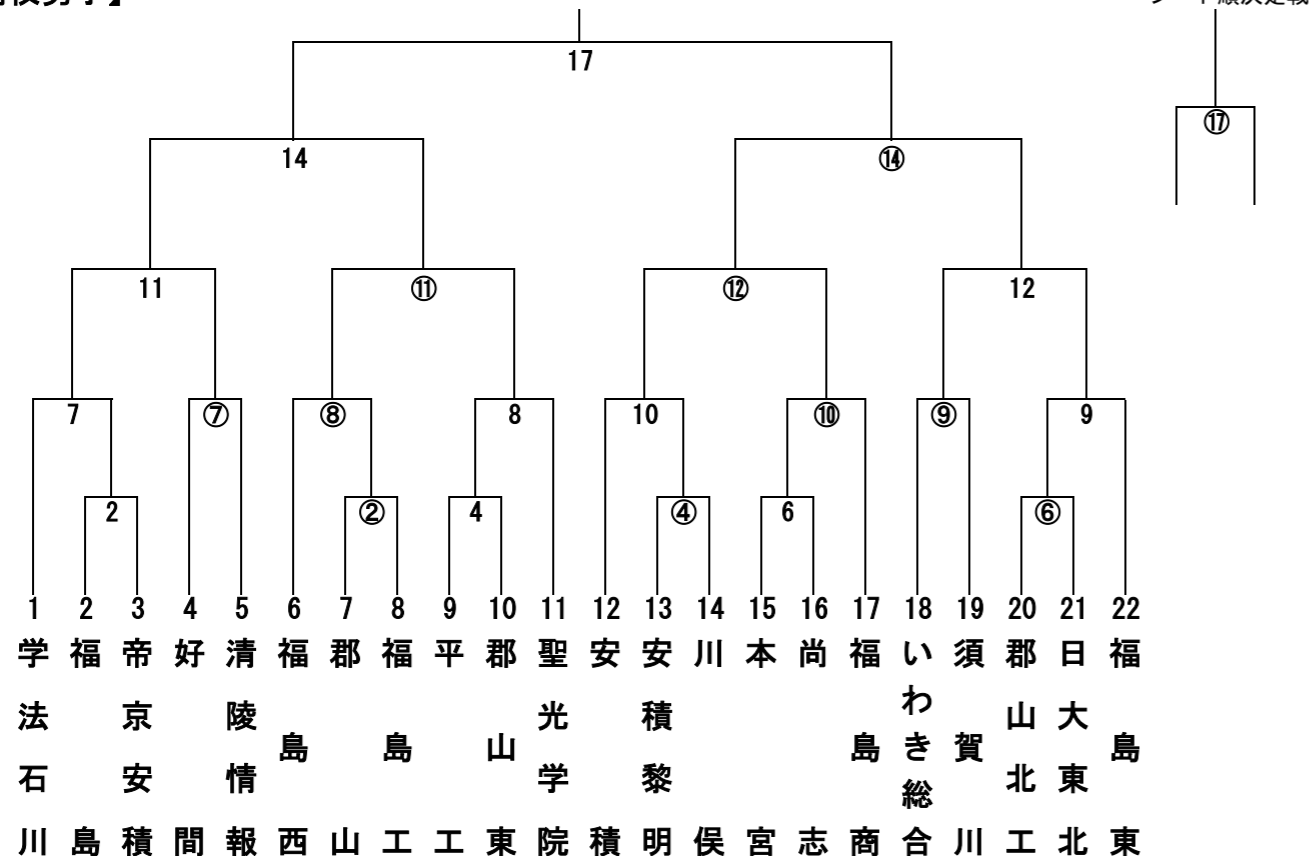 17
⑰
14
⑭
11
⑪
⑫
12
7
⑦
⑧
8
10
⑩
⑨
9
2
②
4
④
6
⑥
1 2 3 4 5 6 7 8 9 10 11 12 13 14 15 16 17 18 19 20 21 22
学法石川
福島
帝京安積
好間
清陵情報
福島西
郡山
福島工
平工
郡山東
聖光学院
安積
安積黎明
川俣
本宮
尚志
福島商
いわき総合
須賀川
郡山北工
日大東北
福島東